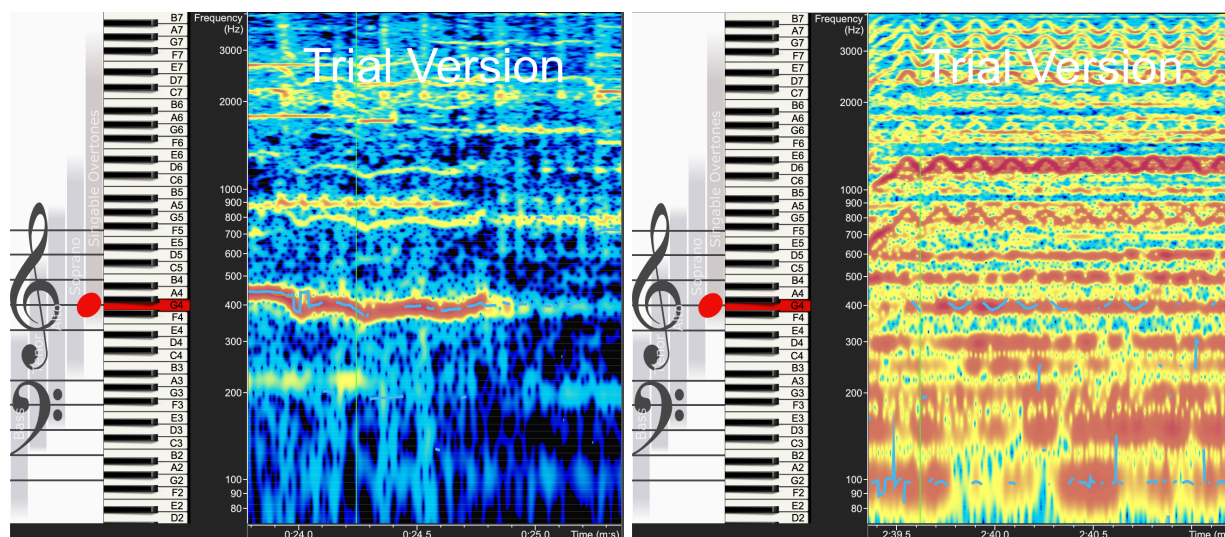 Frequency
(Hz)
Trial Version
B7
A7
G7
F7
E7
D7
C7
B6
A6
G6
F6
E6
D6
C6
B5
A5
G5
F5
E5
D5
C5
B4
A4
G4
F4
E4
D4
C4
B3
A3
G3
F3
E3
D3
C3
B2
A2
G2
F2
E2
D2
3000
2000
1000
900
800
700
600
500
400
300
200
100
90
80
Singable Overtones
Soprano
Bass
0:24.0 0:24.5 0:25.0 Time (m:s)
Frequency
(Hz)
Trial Version
B7
A7
G7
F7
E7
D7
C7
B6
A6
G6
F6
E6
D6
C6
B5
A5
G5
F5
E5
D5
C5
B4
A4
G4
F4
E4
D4
C4
B3
A3
G3
F3
E3
D3
C3
B2
A2
G2
F2
E2
D2
3000
2000
1000
900
800
700
600
500
400
300
200
100
90
80
Singable Overtones
Soprano
Bass
2:39.5 2:40.0 2:40.5